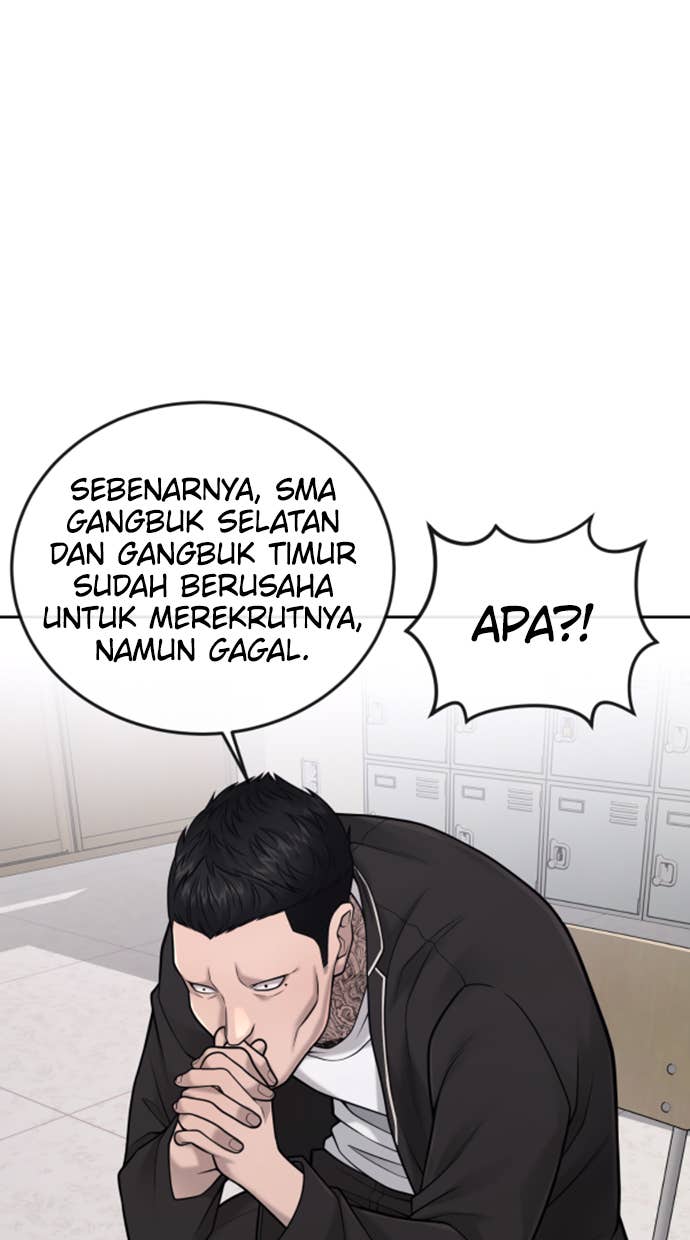 SEBENARNYA, SMA
GANGBUK SELATAN
DAN GANGBUK TIMUR
SUDAH BERUSAHA
UNTUK MEREKRUTNYA,
NAMUN GAGAL.
APA?!